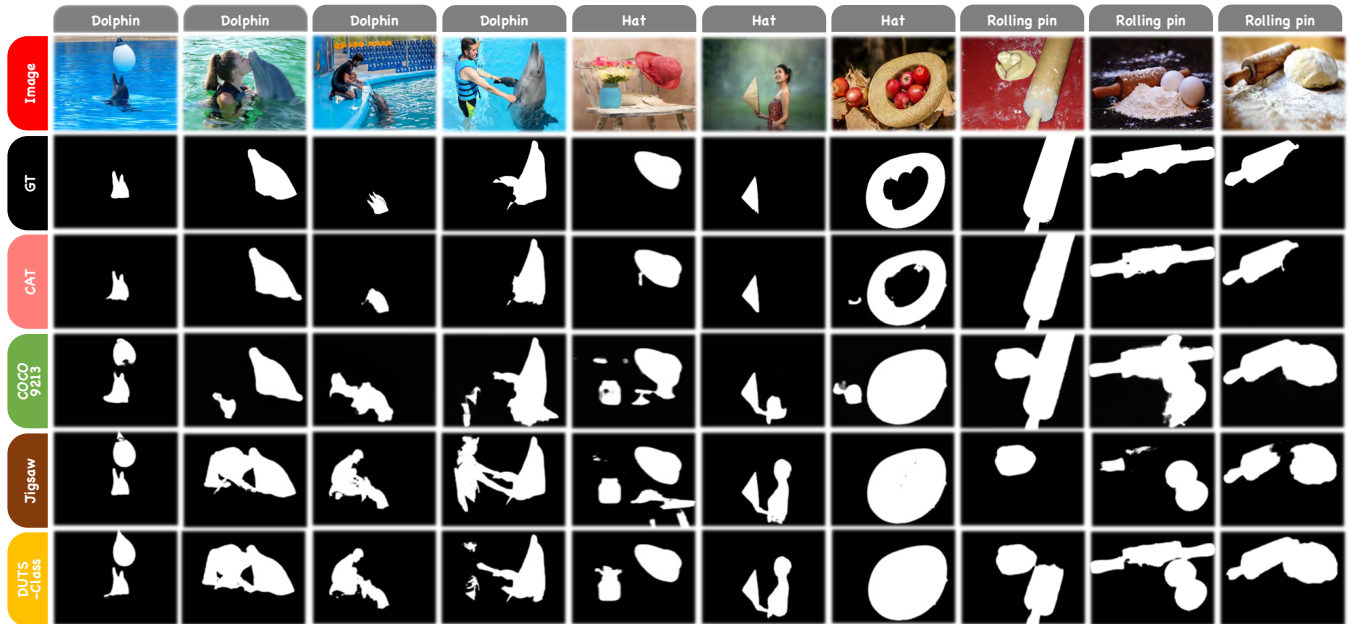 Dolphin Dolphin Dolphin Dolphin Hat Hat Hat Rolling pin Rolling pin Rolling pin
Image
GT
CAT
COCO
9213
Jigsaw
DUTS
-Class